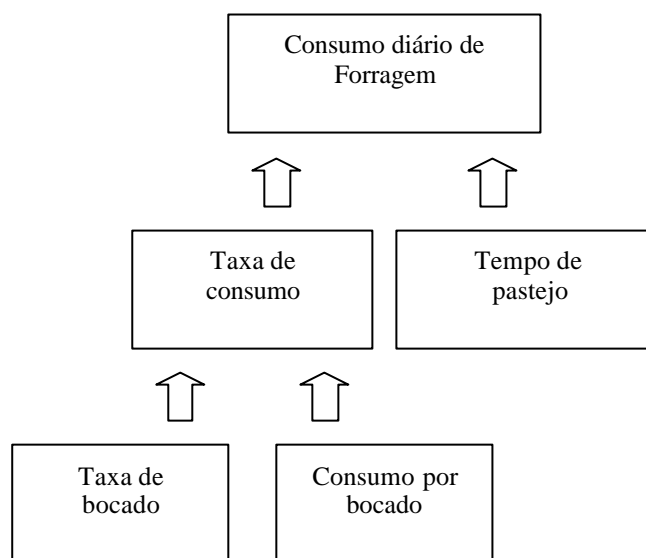 Consumo diário de
Forragem
Taxa de
consumo
Tempo de
pastejo
Taxa de
bocado
Consumo por
bocado